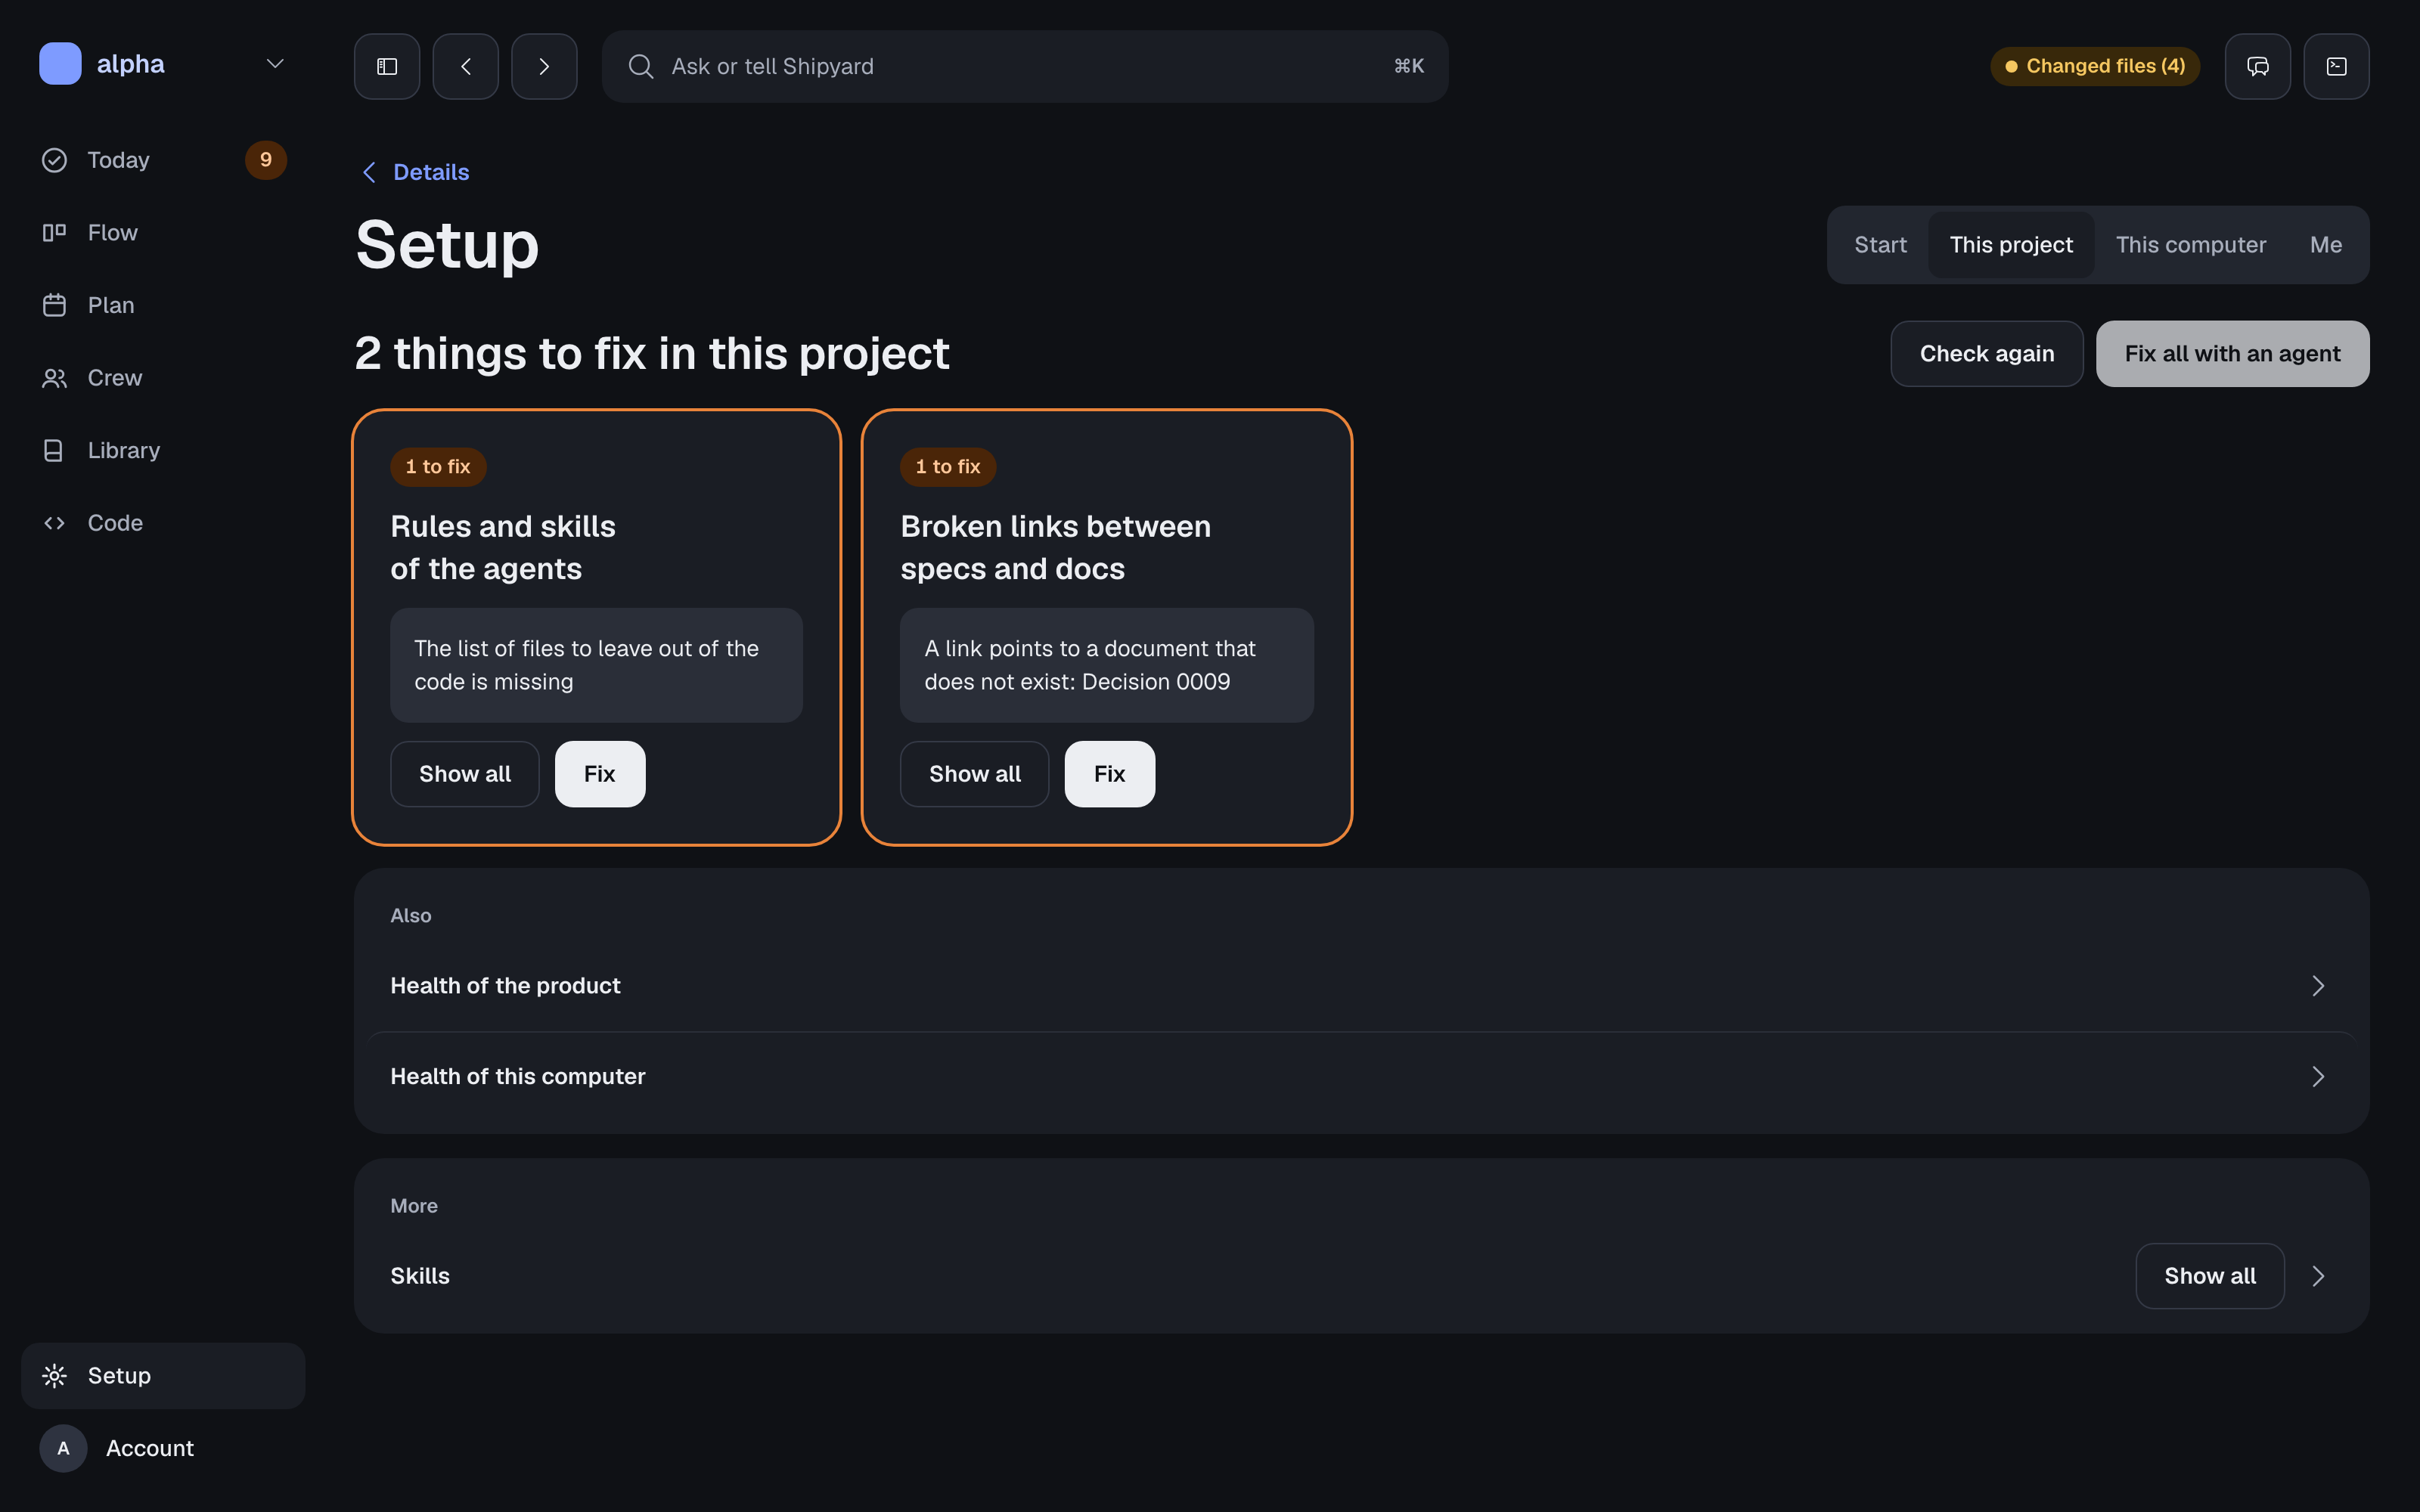 alpha
Ask or tell Shipyard
⌘K
Changed files (4)
Today
9
Flow
Plan
Crew
Library
Code
Details
Setup
Start
This project
This computer
Me
2 things to fix in this project
Check again
Fix all with an agent
1 to fix
Rules and skills
of the agents
The list of files to leave out of the
code is missing
Show all
Fix
1 to fix
Broken links between
specs and docs
A link points to a document that
does not exist: Decision 0009
Show all
Fix
Also
Health of the product
Health of this computer
More
Skills
Show all
Setup
A
Account